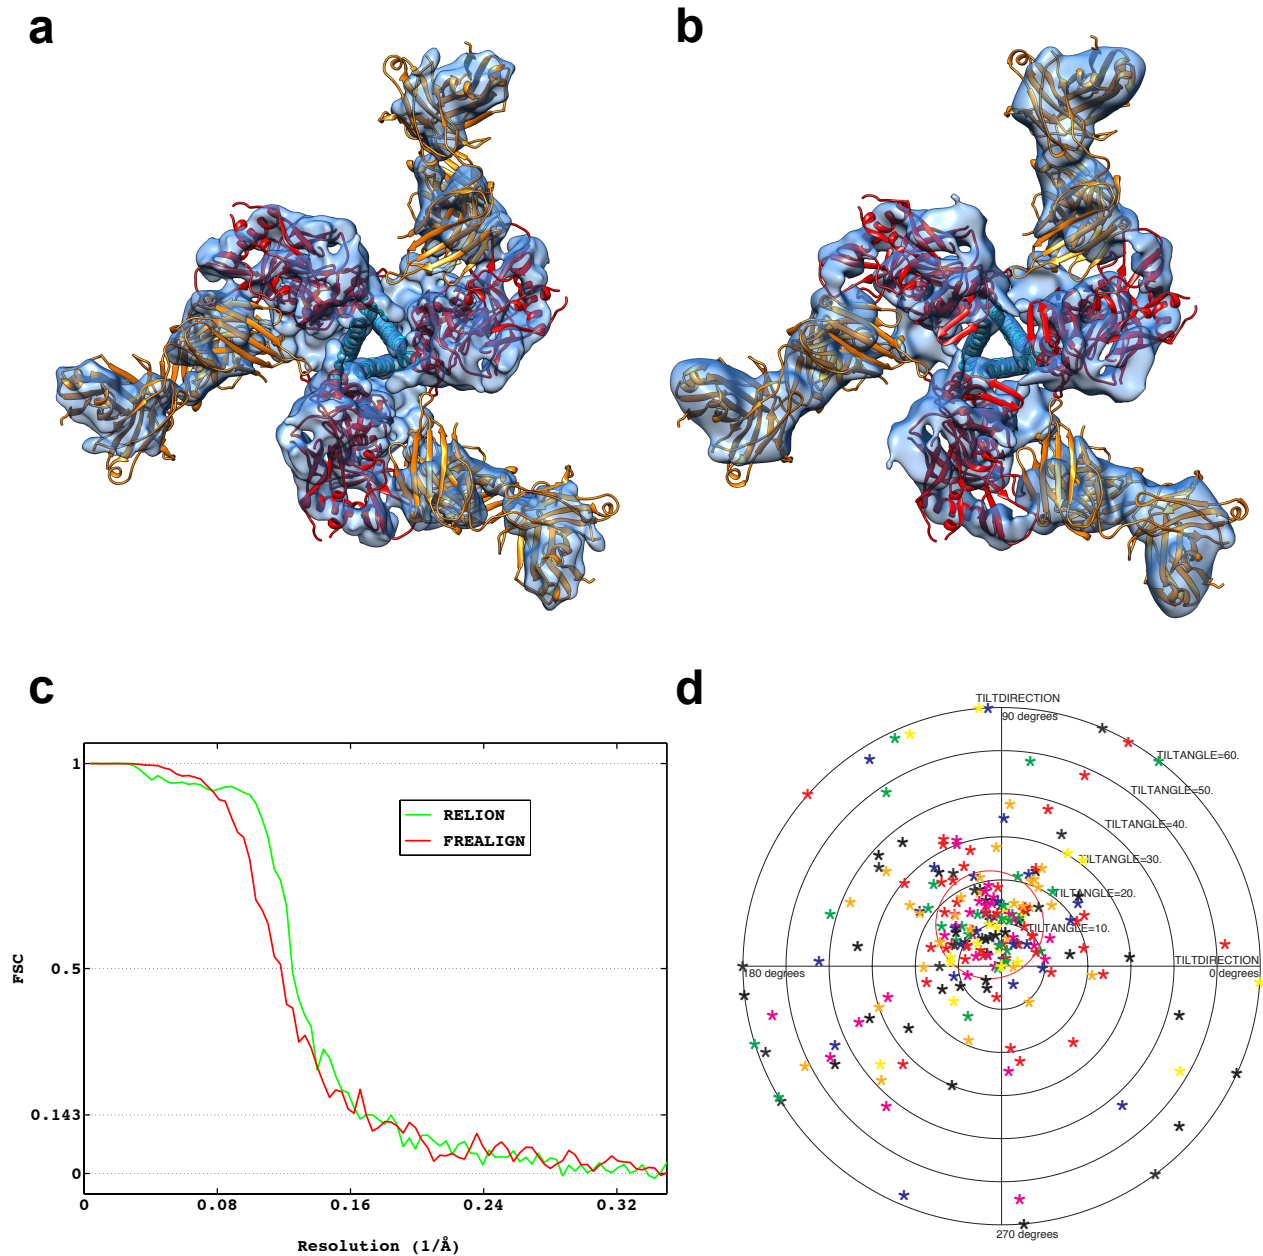 a
b
c
d
1
0.5
0.143
0
FSC
RELION
FREALIGN
0
0.08
0.16
0.24
0.32
Resolution (1/Å)
TILTDIRECTION
90 degrees
TILTANGLE=60.
TILTANGLE=50.
TILTANGLE=40.
TILTANGLE=30.
TILTANGLE=20.
TILTANGLE=10.
TILTDIRECTION
0 degrees
180 degrees
270 degrees